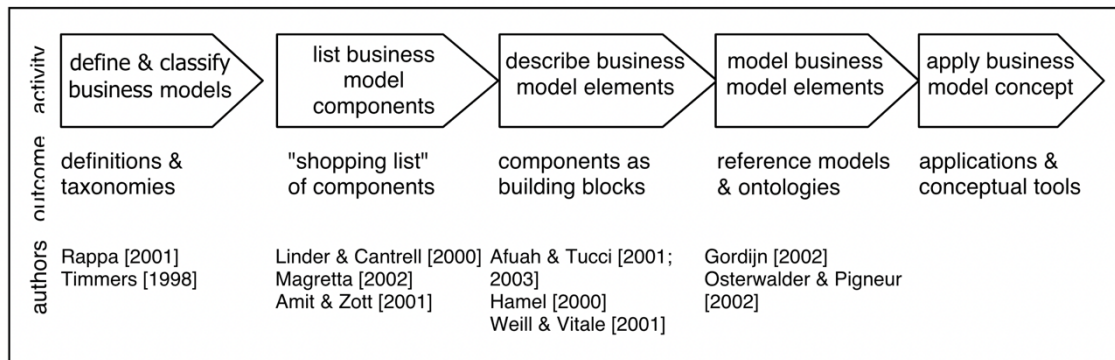 activity
define & classify
business models
list business
model
components
describe business
model elements
model business
model elements
apply business
model concept
outcome
definitions &
taxonomies
"shopping list"
of components
components as
building blocks
reference models
& ontologies
applications &
conceptual tools
authors
Rappa [2001]
Timmers [1998]
Linder & Cantrell [2000]
Magretta [2002]
Amit & Zott [2001]
Afuah & Tucci [2001;
2003]
Hamel [2000]
Weill & Vitale [2001]
Gordijn [2002]
Osterwalder & Pigneur
[2002]